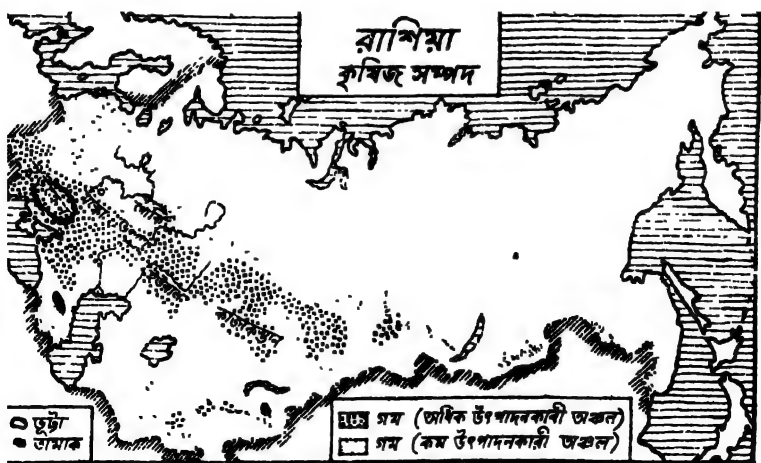 রাশিয়া
কৃষিজ সম্পদ
কাজাকস্তান
ভূট্টা
তামাক
গম (অধিক উৎপাদনকারী অঞ্চল)
গম (কম উৎপাদনকারী অঞ্চল)